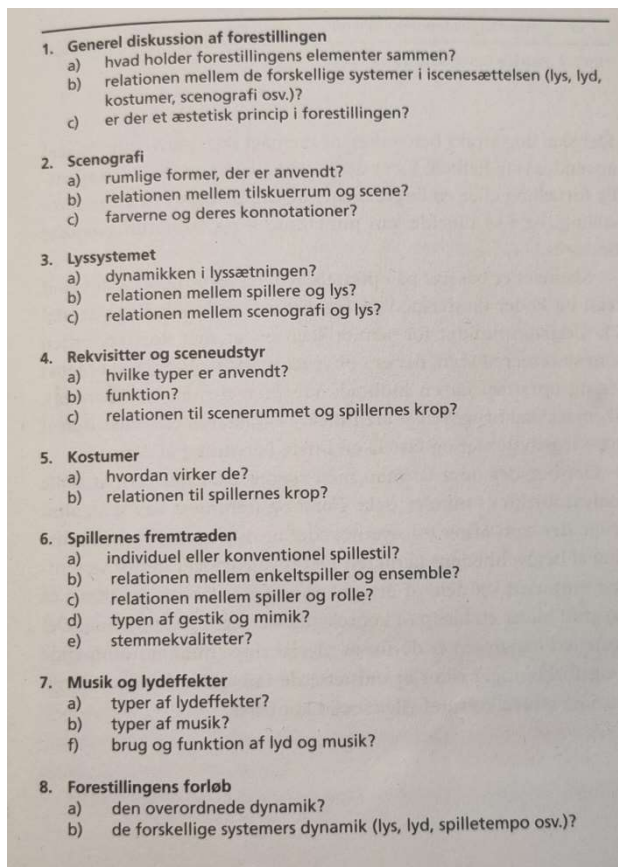 1. Generel diskussion af forestillingen
a) hvad holder forestillingens elementer sammen?
b) relationen mellem de forskellige systemer i iscenesættelsen (lys, lyd,
kostumer, scenografi osv.)?
c) er der et æstetisk princip i forestillingen?
2. Scenografi
a) rumlige former, der er anvendt?
b) relationen mellem tilskuerrum og scene?
c) farverne og deres konnotationer?
3. Lyssystemet
a) dynamikken i lyssætningen?
b) relationen mellem spillere og lys?
c) relationen mellem scenografi og lys?
4. Rekvisitter og sceneudstyr
a) hvilke typer er anvendt?
b) funktion?
c) relationen til scenerummet og spillernes krop?
5. Kostumer
a) hvordan virker de?
b) relationen til spillernes krop?
6. Spillernes fremtræden
a) individuel eller konventionel spillestil?
b) relationen mellem enkeltspiller og ensemble?
c) relationen mellem spiller og rolle?
d) typen af gestik og mimik?
e) stemmekvaliteter?
7. Musik og lydeffekter
a) typer af lydeffekter?
b) typer af musik?
f) brug og funktion af lyd og musik?
8. Forestillingens forløb
a) den overordnede dynamik?
b) de forskellige systemers dynamik (lys, lyd, spilletempo osv.)?